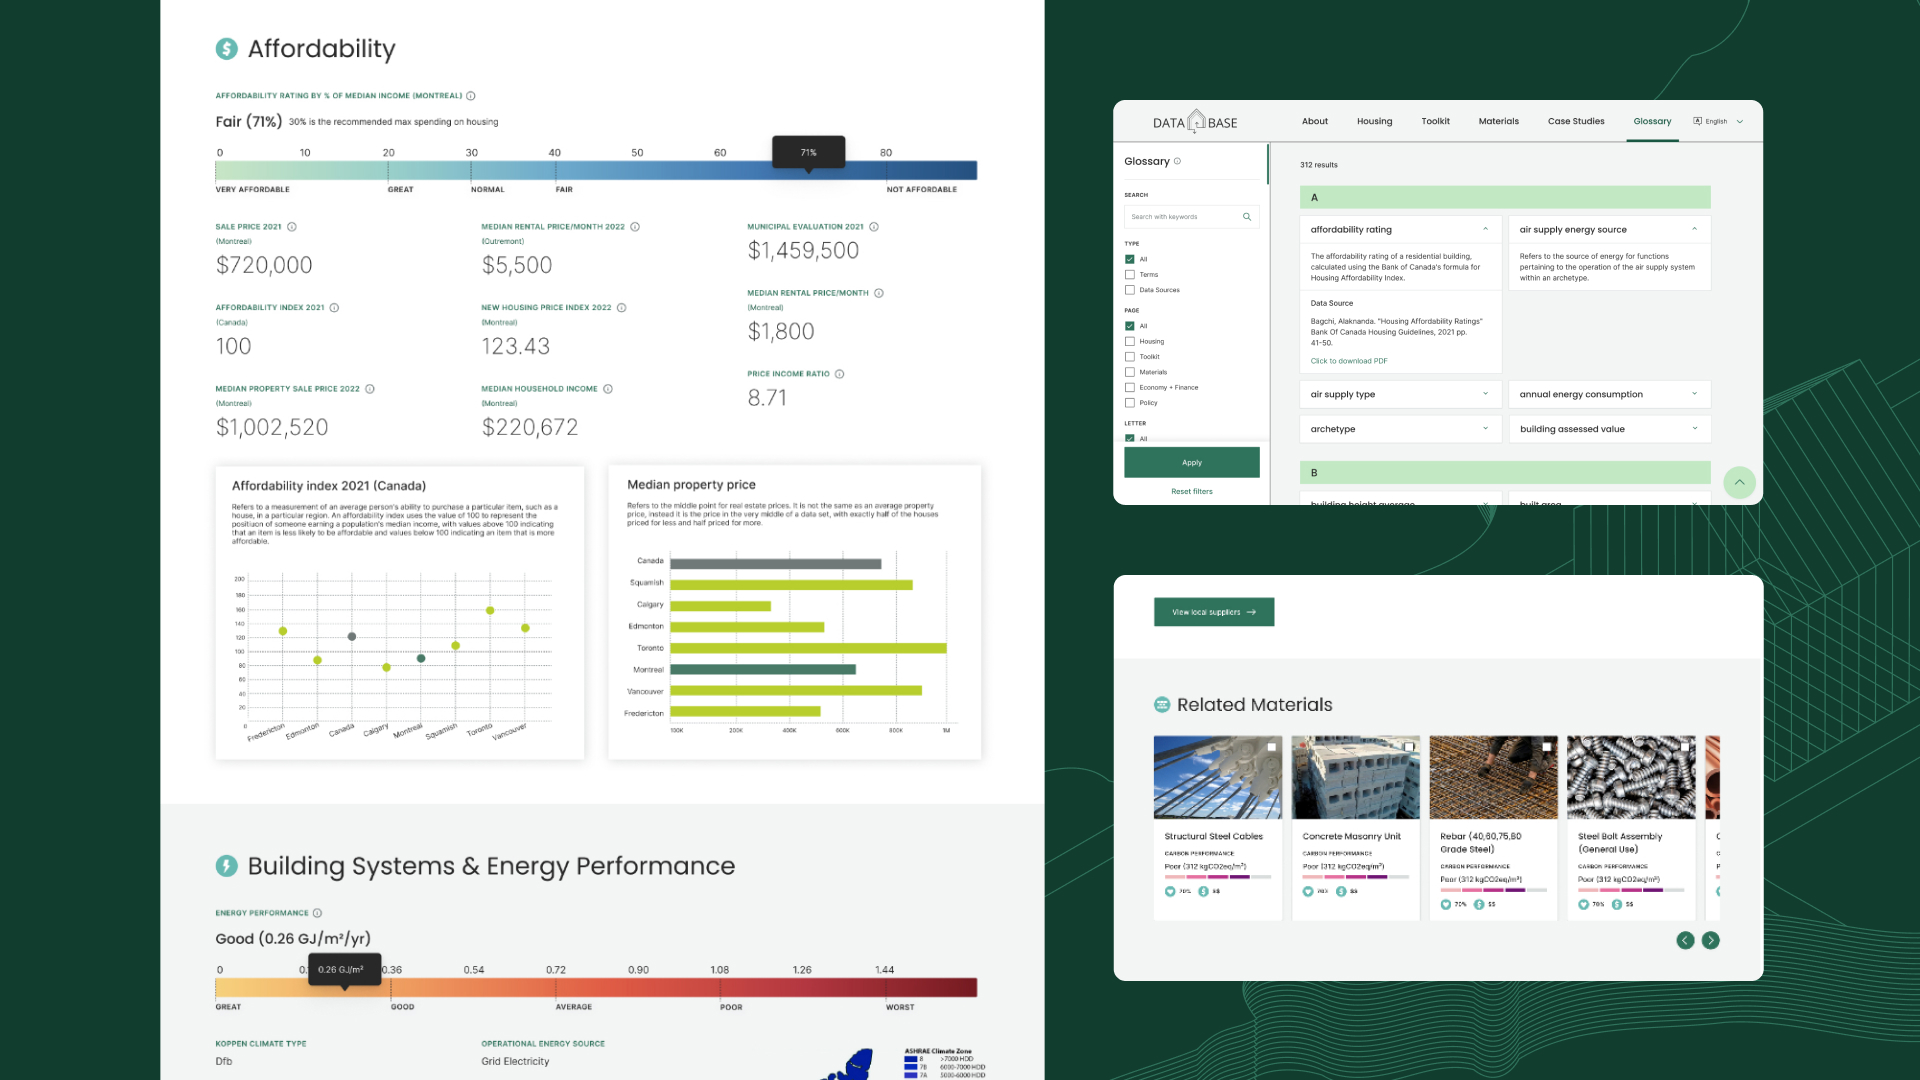 Affordability
AFFORDABILITY RATING BY % OF MEDIAN INCOME (MONTREAL)
Fair (71%) 30% is the recommended max spending on housing
0 10 20 30 40 50 60 71% 80
VERY AFFORDABLE GREAT NORMAL FAIR NOT AFFORDABLE
SALE PRICE 2021
(Montreal)
$720,000
AFFORDABILITY INDEX 2021
(Canada)
100
MEDIAN PROPERTY SALE PRICE 2022
(Montreal)
$1,002,520
MEDIAN RENTAL PRICE/MONTH 2022
(Outremont)
$5,500
NEW HOUSING PRICE INDEX 2022
(Montreal)
123.43
MEDIAN HOUSEHOLD INCOME
(Montreal)
$220,672
MUNICIPAL EVALUATION 2021
$1,459,500
MEDIAN RENTAL PRICE/MONTH
(Montreal)
$1,800
PRICE INCOME RATIO
8.71
Affordability index 2021 (Canada)
Refers to a measurement of an average person's ability to purchase a particular item, such as a
house, in a particular region. An affordability index uses the value of 100 to represent the
positiuon of someone earning a population's median income, with values above 100 indicating
that an item is less likely to be affordable and values below 100 indicating an item that is more
affordable.
200
180
160
140
120
100
80
60
40
20
0
Fredericton Edmonton Canada Calgary Montreal Squamish Toronto Vancouver
Median property price
Refers to the middle point for real estate prices. It is not the same as an average property
price, instead it is the price in the very middle of a data set, with exactly half of the houses
priced for less and half priced for more.
Canada
Squamish
Calgary
Edmonton
Toronto
Montreal
Vancouver
Fredericton
100K 200K 400K 600K 800K 1M
Building Systems & Energy Performance
ENERGY PERFORMANCE
Good (0.26 GJ/m²/yr)
0 0. 0.26 GJ/m² 0.36 0.54 0.72 0.90 1.08 1.26 1.44
GREAT GOOD AVERAGE POOR WORST
KOPPEN CLIMATE TYPE
Dfb
OPERATIONAL ENERGY SOURCE
Grid Electricity
ASHRAE Climate Zone
8 >7000 HDD
7B 6000-7000 HDD
7A 5000-6000 HDD
DATA BASE
About Housing Toolkit Materials Case Studies Glossary English
Glossary
SEARCH
Search with keywords
TYPE
All
Terms
Data Sources
PAGE
All
Housing
Toolkit
Materials
Economy + Finance
Policy
LETTER
All
Apply
Reset filters
312 results
A
affordability rating
The affordability rating of a residential building,
calculated using the Bank of Canada's formula for
Housing Affordability Index.
Data Source
Bagchi, Alaknanda. "Housing Affordability Ratings"
Bank Of Canada Housing Guidelines, 2021 pp.
41-50.
Click to download PDF
air supply energy source
Refers to the source of energy for functions
pertaining to the operation of the air supply system
within an archetype.
air supply type
annual energy consumption
archetype
building assessed value
B
building height average
built area
View local suppliers
Related Materials
Structural Steel Cables
CARBON PERFORMANCE
Poor (312 kgCO2eq/m²)
70% $$
Concrete Masonry Unit
CARBON PERFORMANCE
Poor (312 kgCO2eq/m²)
70% $$
Rebar (40,60,75,80
Grade Steel)
CARBON PERFORMANCE
Poor (312 kgCO2eq/m²)
70% $$
Steel Bolt Assembly
(General Use)
CARBON PERFORMANCE
Poor (312 kgCO2eq/m²)
70% $$